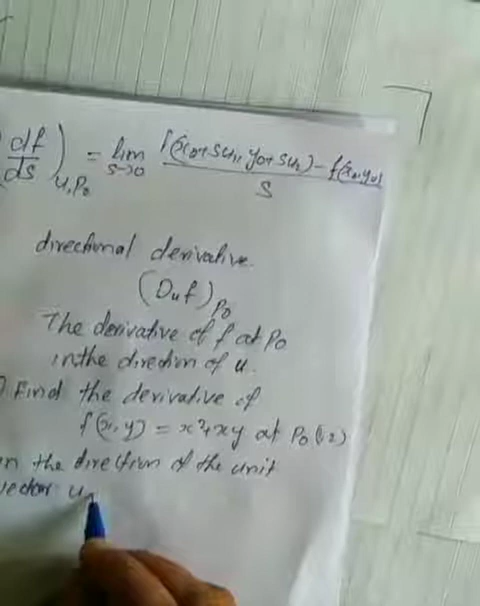 (df/ds)u,P₀ = lim s→0 f(x₀+su₁, y₀+su₂) - f(x₀,y₀) / s
directional derivative.
(Duf)P₀
The derivative of f at P₀
in the direction of u.
) Find the derivative of
f(x,y) = x²+xy at P₀(1,2)
in the direction of the unit
vector u